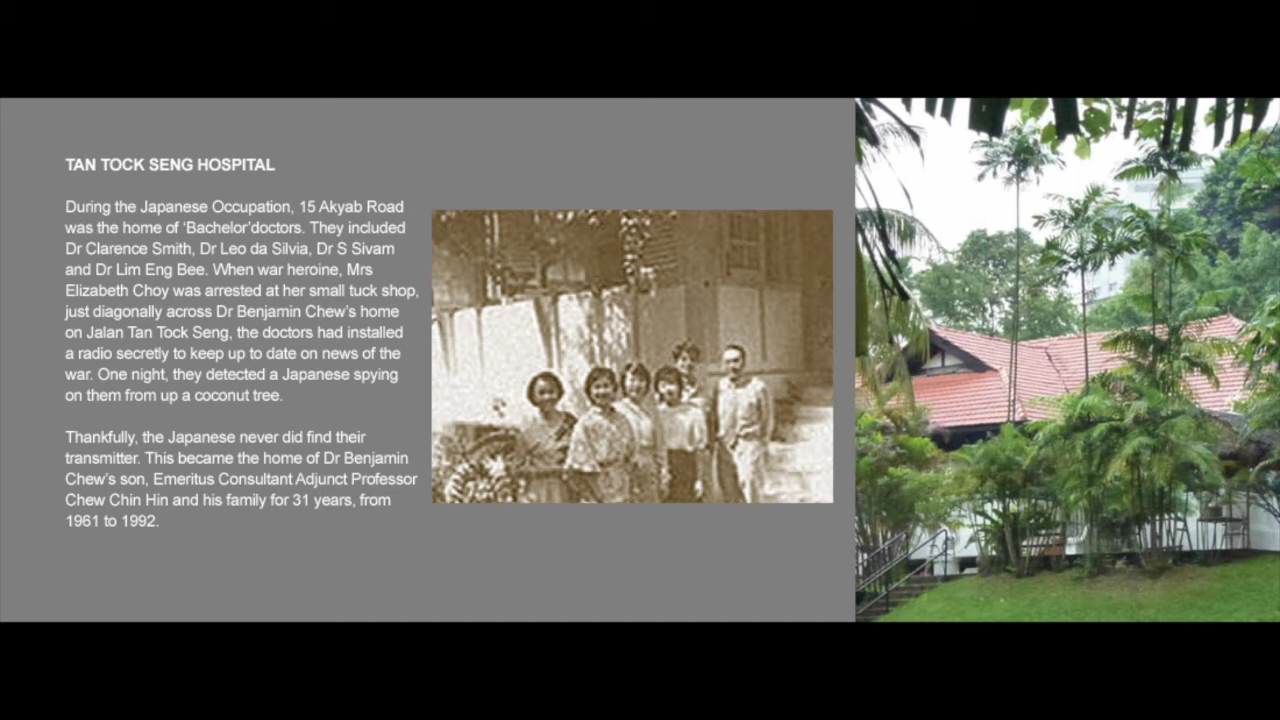 TAN TOCK SENG HOSPITAL
During the Japanese Occupation, 15 Akyab Road
was the home of ‘Bachelor’doctors. They included
Dr Clarence Smith, Dr Leo da Silvia, Dr S Sivam
and Dr Lim Eng Bee. When war heroine, Mrs
Elizabeth Choy was arrested at her small tuck shop,
just diagonally across Dr Benjamin Chew’s home
on Jalan Tan Tock Seng, the doctors had installed
a radio secretly to keep up to date on news of the
war. One night, they detected a Japanese spying
on them from up a coconut tree.
Thankfully, the Japanese never did find their
transmitter. This became the home of Dr Benjamin
Chew’s son, Emeritus Consultant Adjunct Professor
Chew Chin Hin and his family for 31 years, from
1961 to 1992.